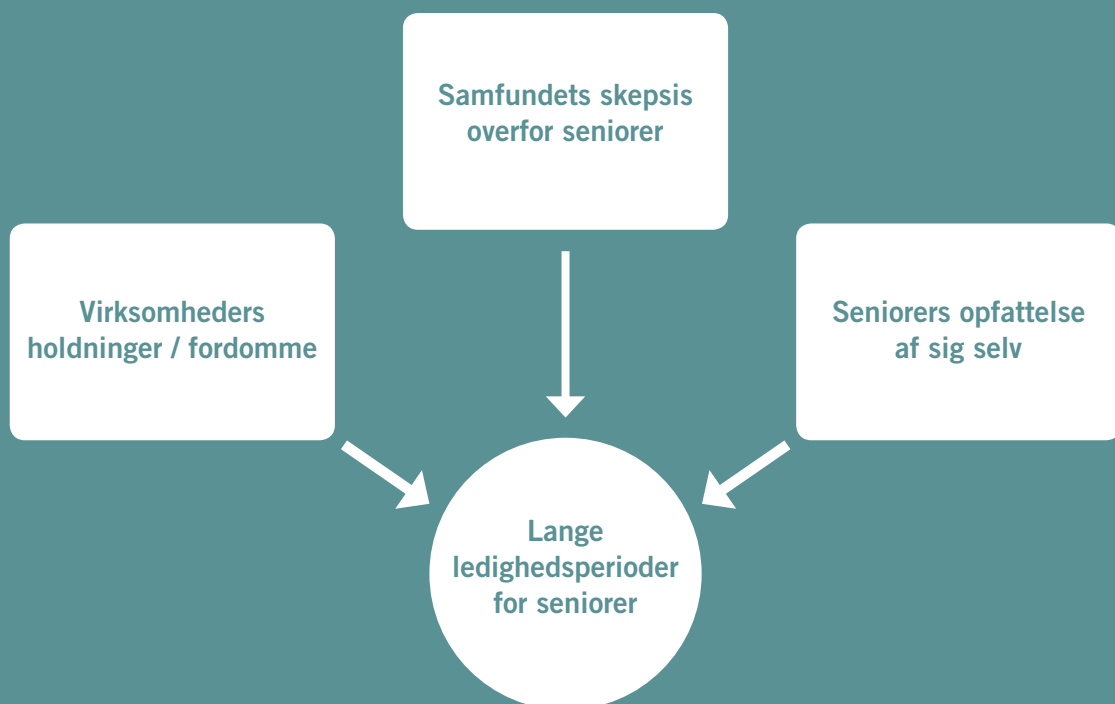 Samfundets skepsis
overfor seniorer
Virksomheders
holdninger / fordomme
Seniorers opfattelse
af sig selv
Lange
ledighedsperioder
for seniorer